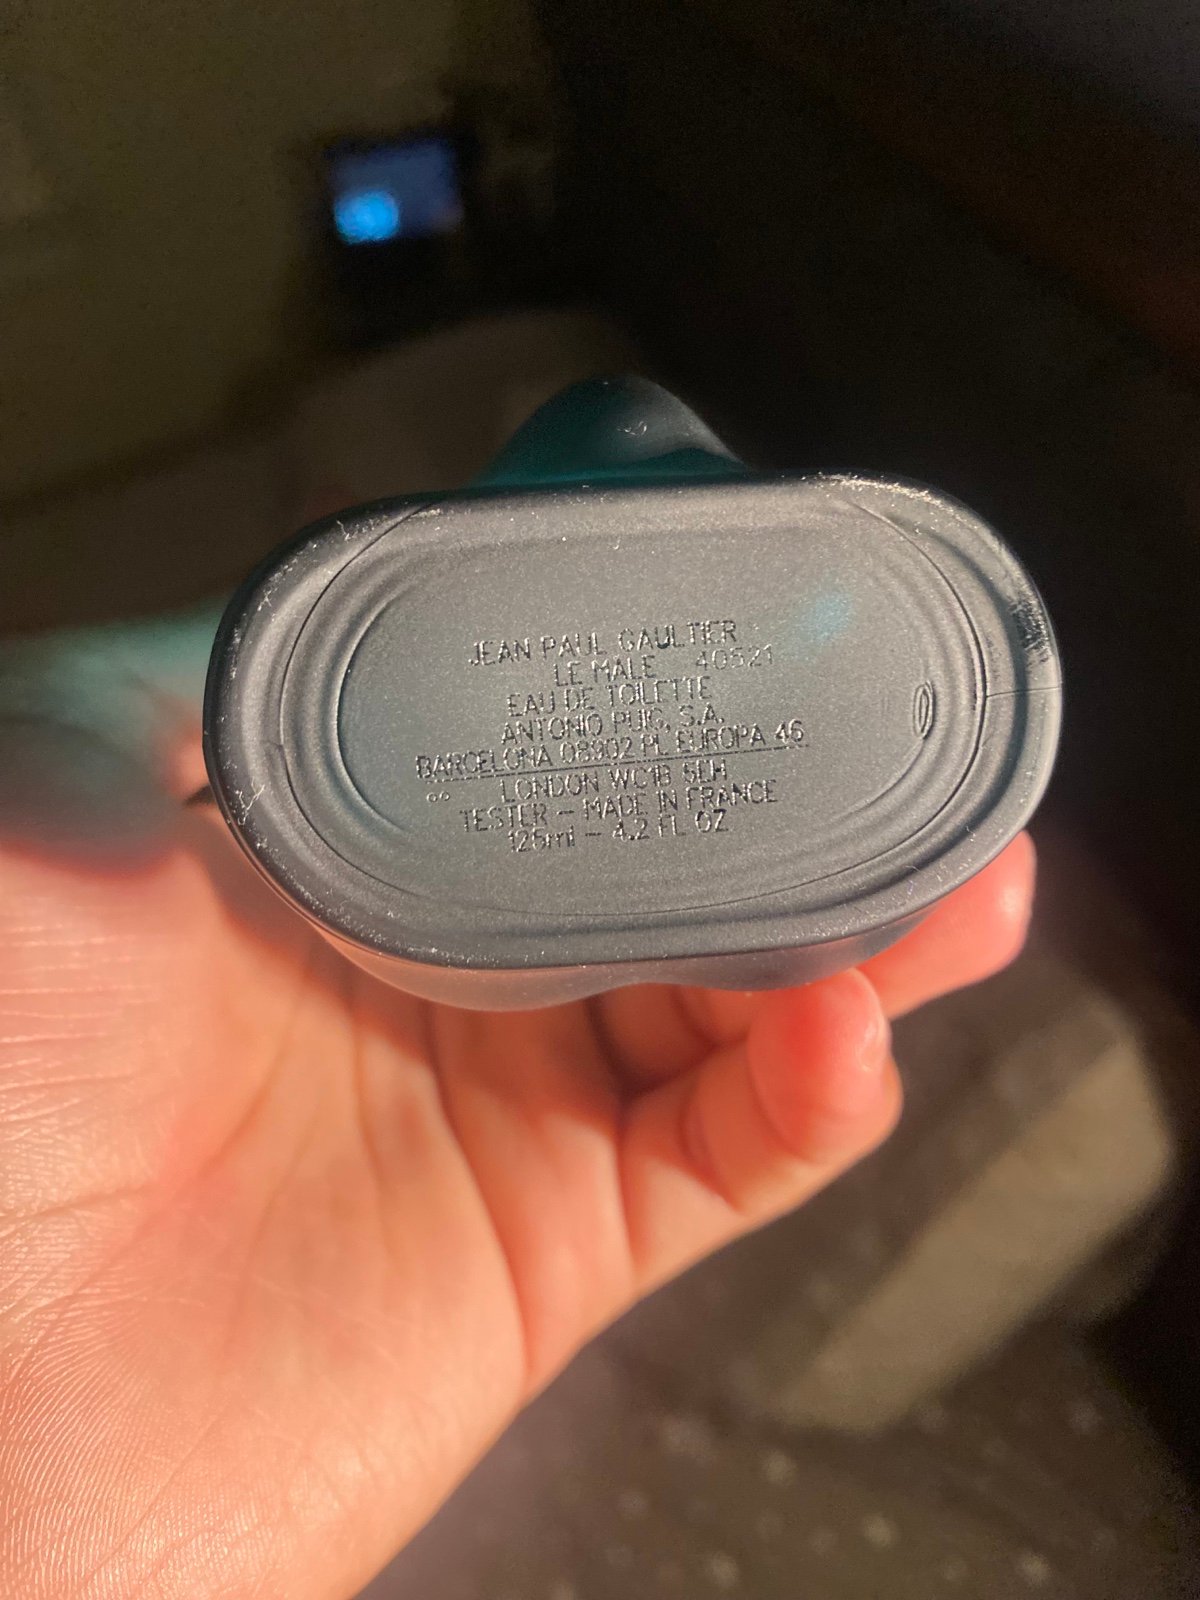 JEAN PAUL GAULTIER
LE MALE 40521
EAU DE TOILETTE
ANTONIO PUIG, S.A.
BARCELONA 08902 PL EUROPA 46
LONDON WC1B 5EH
TESTER – MADE IN FRANCE
125ml – 4.2 FL OZ